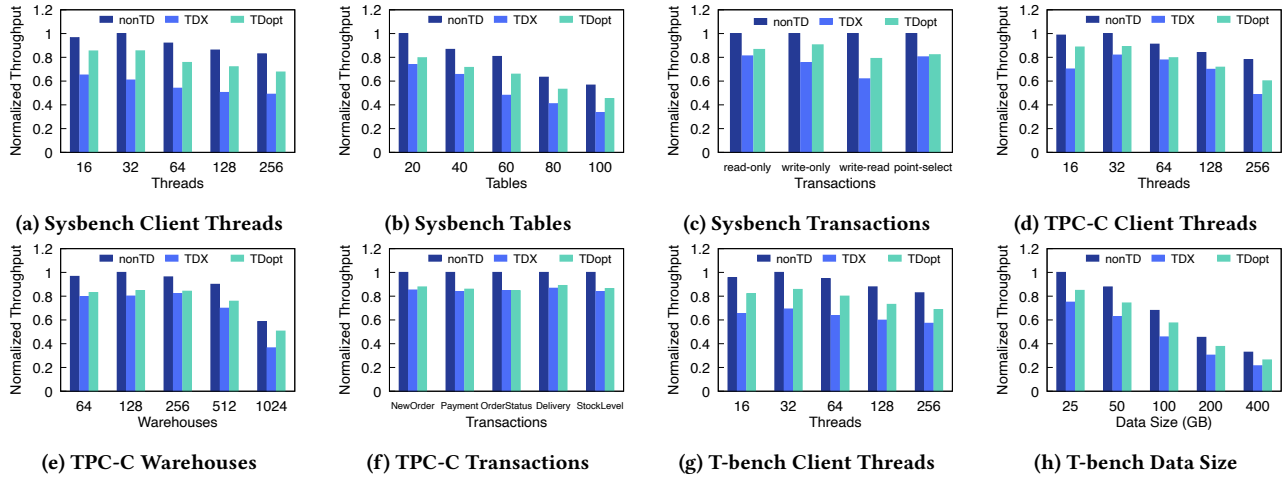 Normalized Throughput
1.2
1
0.8
0.6
0.4
0.2
0
nonTD TDX TDopt
16 32 64 128 256
Threads
(a) Sysbench Client Threads
Normalized Throughput
1.2
1
0.8
0.6
0.4
0.2
0
nonTD TDX TDopt
20 40 60 80 100
Tables
(b) Sysbench Tables
Normalized Throughput
1.2
1
0.8
0.6
0.4
0.2
0
nonTD TDX TDopt
read-only write-only write-read point-select
Transactions
(c) Sysbench Transactions
Normalized Throughput
1.2
1
0.8
0.6
0.4
0.2
0
nonTD TDX TDopt
16 32 64 128 256
Threads
(d) TPC-C Client Threads
Normalized Throughput
1.2
1
0.8
0.6
0.4
0.2
0
nonTD TDX TDopt
64 128 256 512 1024
Warehouses
(e) TPC-C Warehouses
Normalized Throughput
1.2
1
0.8
0.6
0.4
0.2
0
nonTD TDX TDopt
NewOrder Payment OrderStatus Delivery StockLevel
Transactions
(f) TPC-C Transactions
Normalized Throughput
1.2
1
0.8
0.6
0.4
0.2
0
nonTD TDX TDopt
16 32 64 128 256
Threads
(g) T-bench Client Threads
Normalized Throughput
1.2
1
0.8
0.6
0.4
0.2
0
nonTD TDX TDopt
25 50 100 200 400
Data Size (GB)
(h) T-bench Data Size